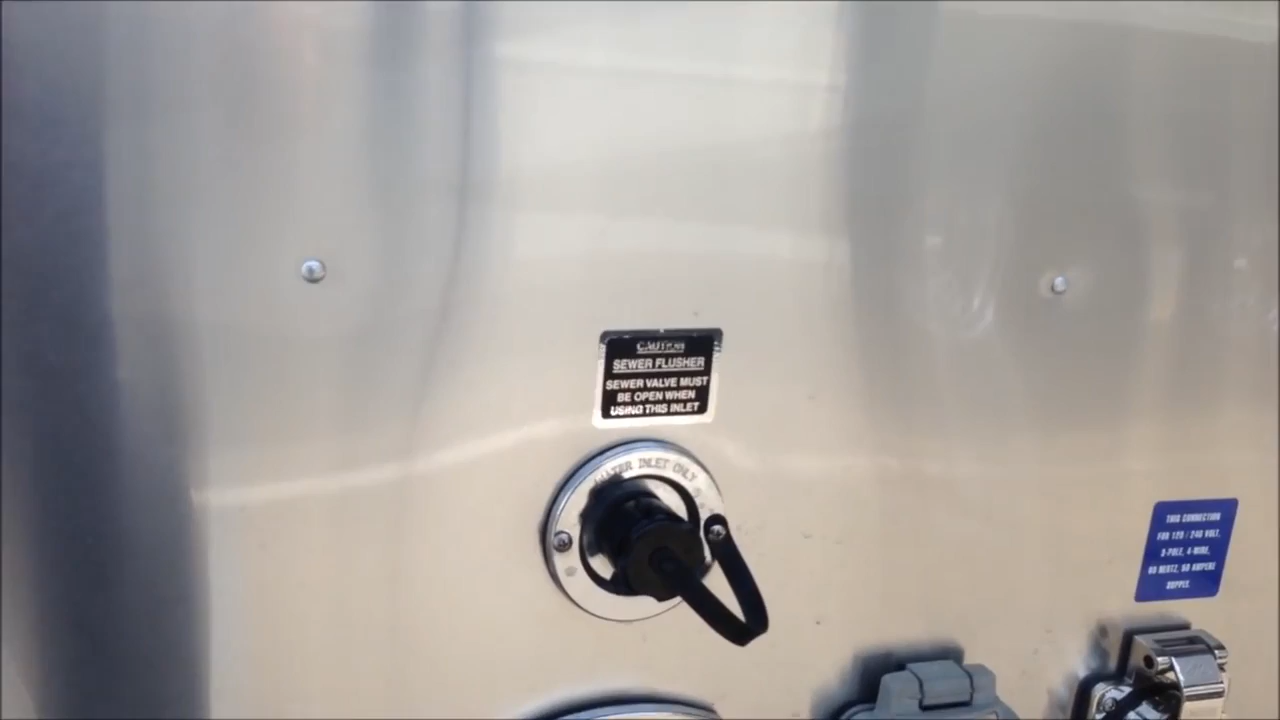 CAUTION
SEWER FLUSHER
SEWER VALVE MUST
BE OPEN WHEN
USING THIS INLET
WATER INLET ONLY
THIS CONNECTION
FOR 120 / 240 VOLT,
3-POLE, 4-WIRE,
60 HERTZ, 50 AMPERE
SUPPLY.